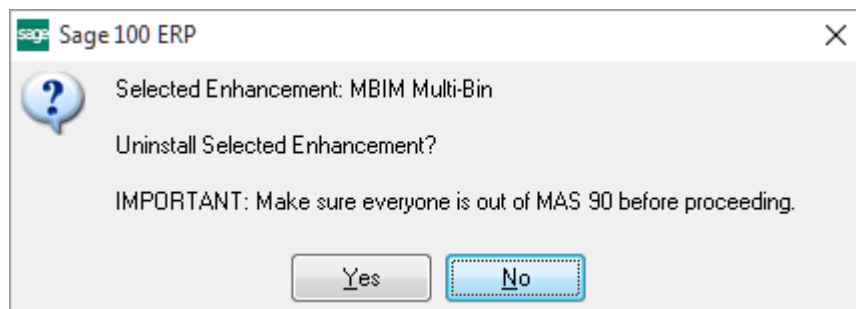 sage Sage 100 ERP
Selected Enhancement: MBIM Multi-Bin
Uninstall Selected Enhancement?
IMPORTANT: Make sure everyone is out of MAS 90 before proceeding.
Yes No